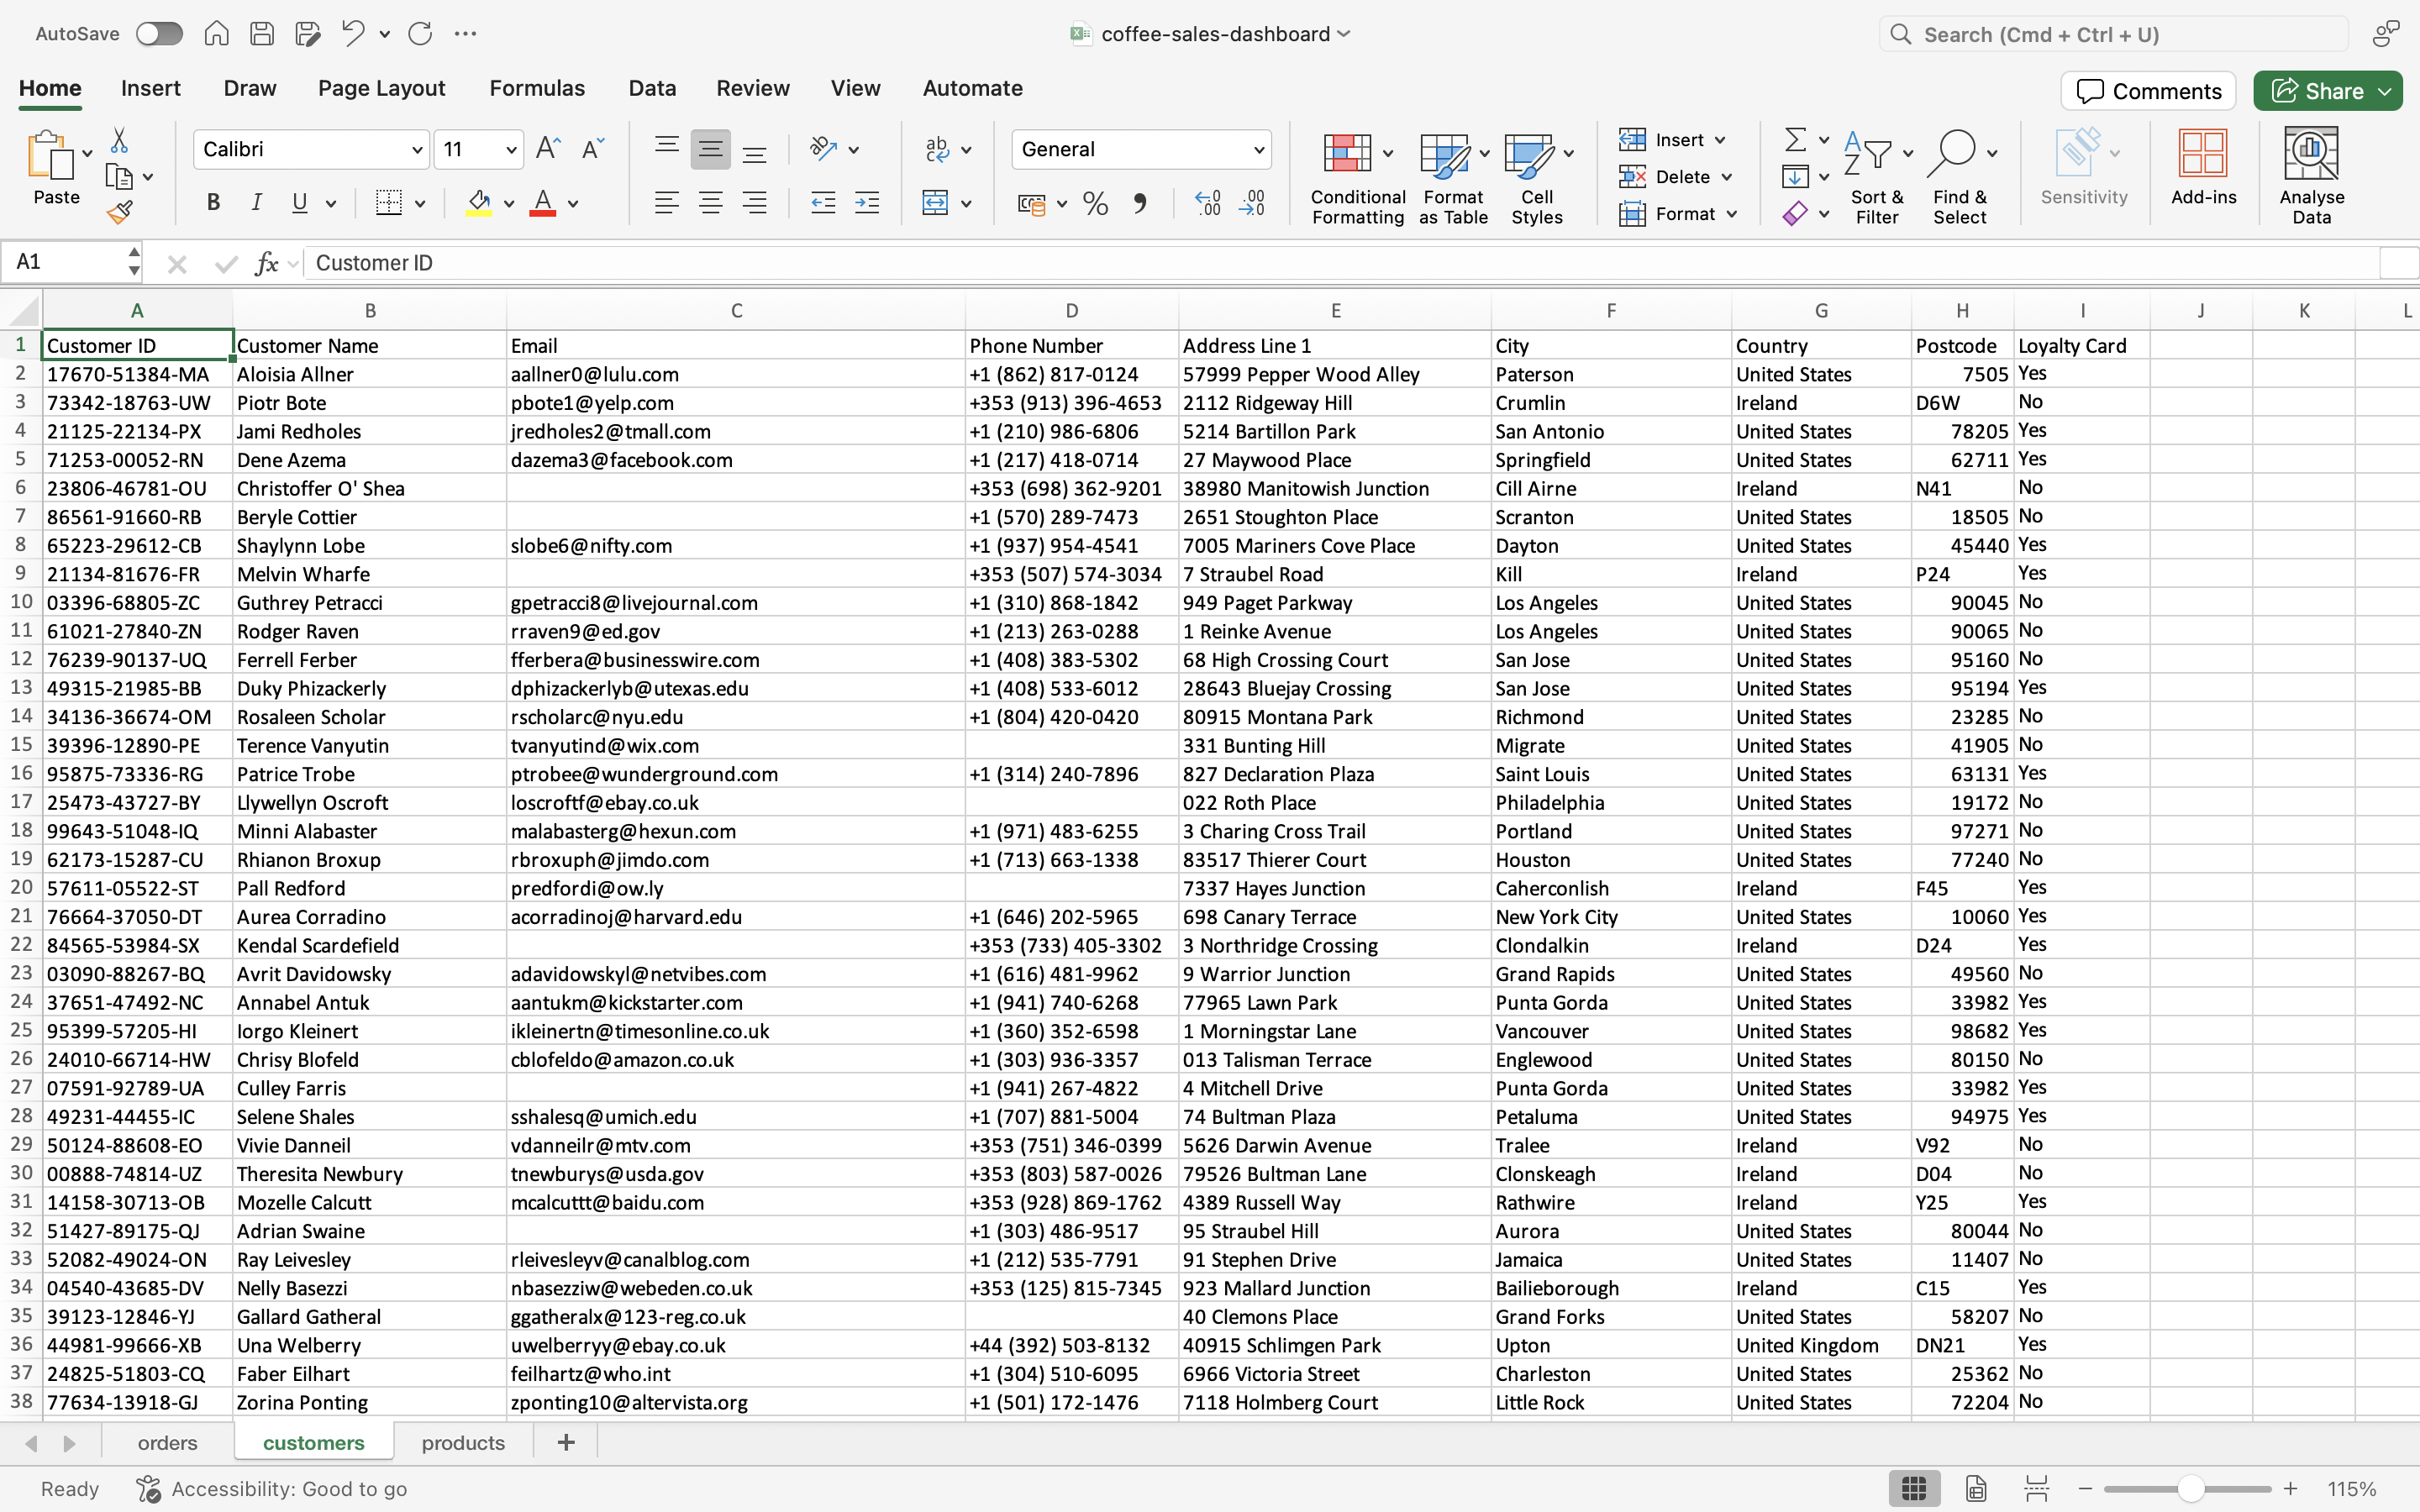 AutoSave
coffee-sales-dashboard
Search (Cmd + Ctrl + U)
Home Insert Draw Page Layout Formulas Data Review View Automate
Comments Share
Paste
Calibri 11
B I U
General
Conditional Formatting
Format as Table
Cell Styles
Insert
Delete
Format
Sort & Filter
Find & Select
Sensitivity
Add-ins
Analyse Data
A1 fx Customer ID
A B C D E F G H I J K L
1 Customer ID Customer Name Email Phone Number Address Line 1 City Country Postcode Loyalty Card
2 17670-51384-MA Aloisia Allner aallner0@lulu.com +1 (862) 817-0124 57999 Pepper Wood Alley Paterson United States 7505 Yes
3 73342-18763-UW Piotr Bote pbote1@yelp.com +353 (913) 396-4653 2112 Ridgeway Hill Crumlin Ireland D6W No
4 21125-22134-PX Jami Redholes jredholes2@tmall.com +1 (210) 986-6806 5214 Bartillon Park San Antonio United States 78205 Yes
5 71253-00052-RN Dene Azema dazema3@facebook.com +1 (217) 418-0714 27 Maywood Place Springfield United States 62711 Yes
6 23806-46781-OU Christoffer O' Shea +353 (698) 362-9201 38980 Manitowish Junction Cill Airne Ireland N41 No
7 86561-91660-RB Beryle Cottier +1 (570) 289-7473 2651 Stoughton Place Scranton United States 18505 No
8 65223-29612-CB Shaylynn Lobe slobe6@nifty.com +1 (937) 954-4541 7005 Mariners Cove Place Dayton United States 45440 Yes
9 21134-81676-FR Melvin Wharfe +353 (507) 574-3034 7 Straubel Road Kill Ireland P24 Yes
10 03396-68805-ZC Guthrey Petracci gpetracci8@livejournal.com +1 (310) 868-1842 949 Paget Parkway Los Angeles United States 90045 No
11 61021-27840-ZN Rodger Raven rraven9@ed.gov +1 (213) 263-0288 1 Reinke Avenue Los Angeles United States 90065 No
12 76239-90137-UQ Ferrell Ferber fferbera@businesswire.com +1 (408) 383-5302 68 High Crossing Court San Jose United States 95160 No
13 49315-21985-BB Duky Phizackerly dphizackerlyb@utexas.edu +1 (408) 533-6012 28643 Bluejay Crossing San Jose United States 95194 Yes
14 34136-36674-OM Rosaleen Scholar rscholarc@nyu.edu +1 (804) 420-0420 80915 Montana Park Richmond United States 23285 No
15 39396-12890-PE Terence Vanyutin tvanyutind@wix.com 331 Bunting Hill Migrate United States 41905 No
16 95875-73336-RG Patrice Trobe ptrobee@wunderground.com +1 (314) 240-7896 827 Declaration Plaza Saint Louis United States 63131 Yes
17 25473-43727-BY Llywellyn Oscroft loscroftf@ebay.co.uk 022 Roth Place Philadelphia United States 19172 No
18 99643-51048-IQ Minni Alabaster malabasterg@hexun.com +1 (971) 483-6255 3 Charing Cross Trail Portland United States 97271 No
19 62173-15287-CU Rhianon Broxup rbroxuph@jimdo.com +1 (713) 663-1338 83517 Thierer Court Houston United States 77240 No
20 57611-05522-ST Pall Redford predfordi@ow.ly 7337 Hayes Junction Caherconlish Ireland F45 Yes
21 76664-37050-DT Aurea Corradino acorradinoj@harvard.edu +1 (646) 202-5965 698 Canary Terrace New York City United States 10060 Yes
22 84565-53984-SX Kendal Scardefield +353 (733) 405-3302 3 Northridge Crossing Clondalkin Ireland D24 Yes
23 03090-88267-BQ Avrit Davidowsky adavidowskyl@netvibes.com +1 (616) 481-9962 9 Warrior Junction Grand Rapids United States 49560 No
24 37651-47492-NC Annabel Antuk aantukm@kickstarter.com +1 (941) 740-6268 77965 Lawn Park Punta Gorda United States 33982 Yes
25 95399-57205-HI Iorgo Kleinert ikleinertn@timesonline.co.uk +1 (360) 352-6598 1 Morningstar Lane Vancouver United States 98682 Yes
26 24010-66714-HW Chrisy Blofeld cblofeldo@amazon.co.uk +1 (303) 936-3357 013 Talisman Terrace Englewood United States 80150 No
27 07591-92789-UA Culley Farris +1 (941) 267-4822 4 Mitchell Drive Punta Gorda United States 33982 Yes
28 49231-44455-IC Selene Shales sshalesq@umich.edu +1 (707) 881-5004 74 Bultman Plaza Petaluma United States 94975 Yes
29 50124-88608-EO Vivie Danneil vdanneilr@mtv.com +353 (751) 346-0399 5626 Darwin Avenue Tralee Ireland V92 No
30 00888-74814-UZ Theresita Newbury tnewburys@usda.gov +353 (803) 587-0026 79526 Bultman Lane Clonskeagh Ireland D04 No
31 14158-30713-OB Mozelle Calcutt mcalcuttt@baidu.com +353 (928) 869-1762 4389 Russell Way Rathwire Ireland Y25 Yes
32 51427-89175-QJ Adrian Swaine +1 (303) 486-9517 95 Straubel Hill Aurora United States 80044 No
33 52082-49024-ON Ray Leivesley rleivesleyv@canalblog.com +1 (212) 535-7791 91 Stephen Drive Jamaica United States 11407 No
34 04540-43685-DV Nelly Basezzi nbasezziw@webeden.co.uk +353 (125) 815-7345 923 Mallard Junction Bailieborough Ireland C15 Yes
35 39123-12846-YJ Gallard Gatheral ggatheralx@123-reg.co.uk 40 Clemons Place Grand Forks United States 58207 No
36 44981-99666-XB Una Welberry uwelberryy@ebay.co.uk +44 (392) 503-8132 40915 Schlimgen Park Upton United Kingdom DN21 Yes
37 24825-51803-CQ Faber Eilhart feilhartz@who.int +1 (304) 510-6095 6966 Victoria Street Charleston United States 25362 No
38 77634-13918-GJ Zorina Ponting zponting10@altervista.org +1 (501) 172-1476 7118 Holmberg Court Little Rock United States 72204 No
orders customers products +
Ready Accessibility: Good to go 115%